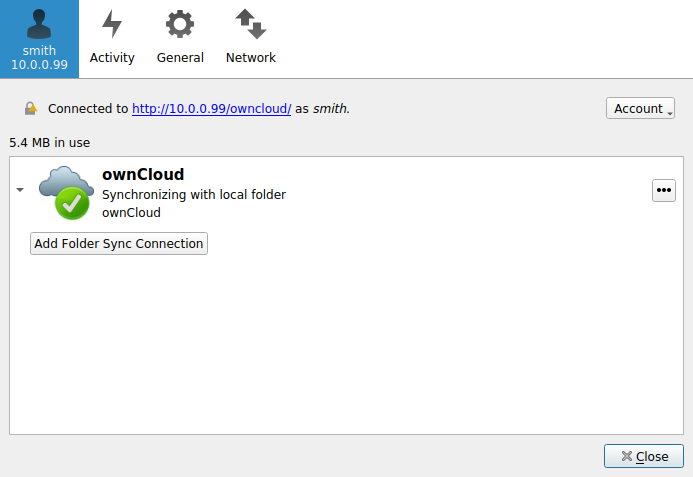 smith
10.0.0.99
Activity
General
Network
Connected to http://10.0.0.99/owncloud/ as smith.
Account
5.4 MB in use
ownCloud
Synchronizing with local folder
ownCloud
Add Folder Sync Connection
Close